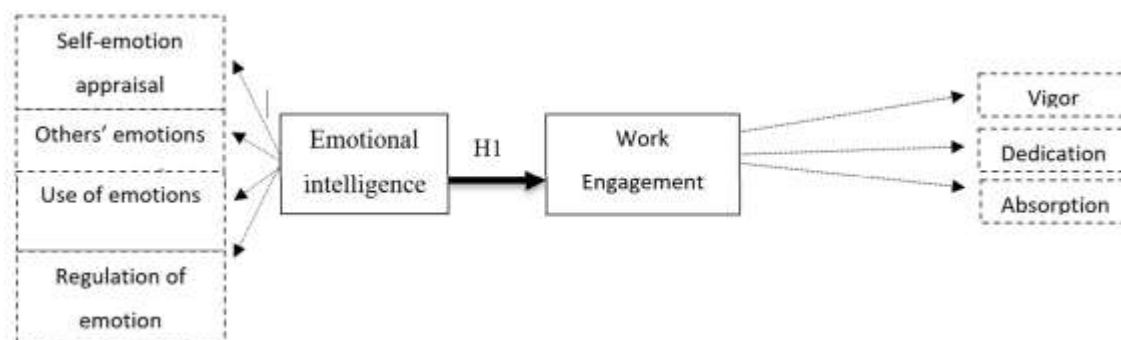 Self-emotion
appraisal
Others’ emotions
Use of emotions
Regulation of
emotion
Emotional
intelligence
H1
Work
Engagement
Vigor
Dedication
Absorption